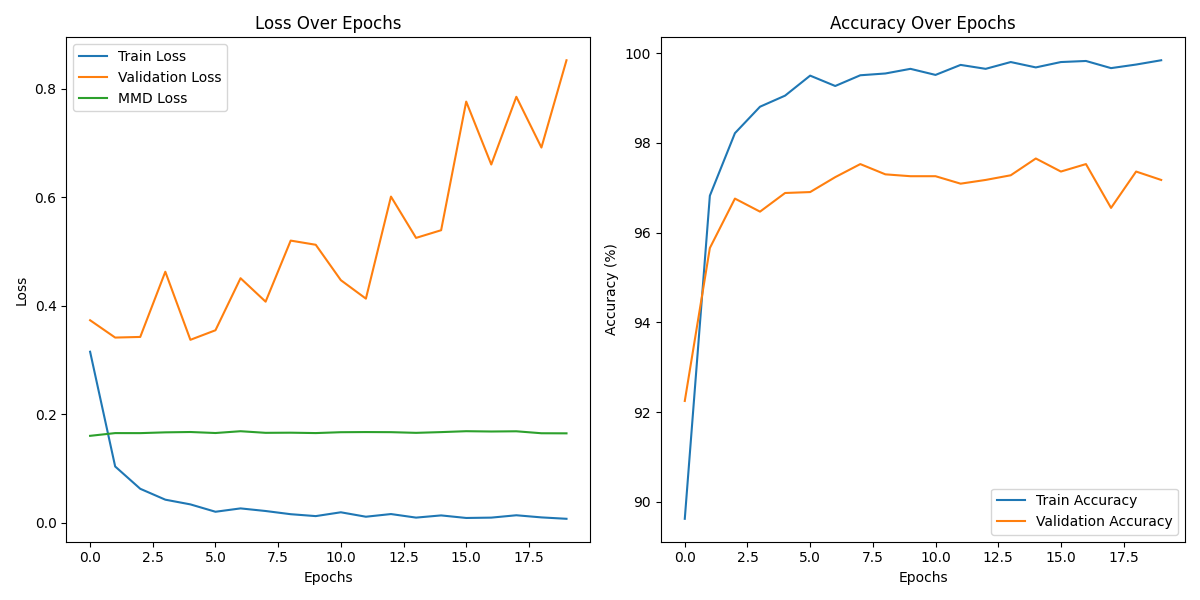 Loss Over Epochs
Train Loss
Validation Loss
MMD Loss
0.8
0.6
0.4
0.2
0.0
Loss
0.0 2.5 5.0 7.5 10.0 12.5 15.0 17.5
Epochs
Accuracy Over Epochs
100
98
96
94
92
90
Accuracy (%)
Train Accuracy
Validation Accuracy
0.0 2.5 5.0 7.5 10.0 12.5 15.0 17.5
Epochs